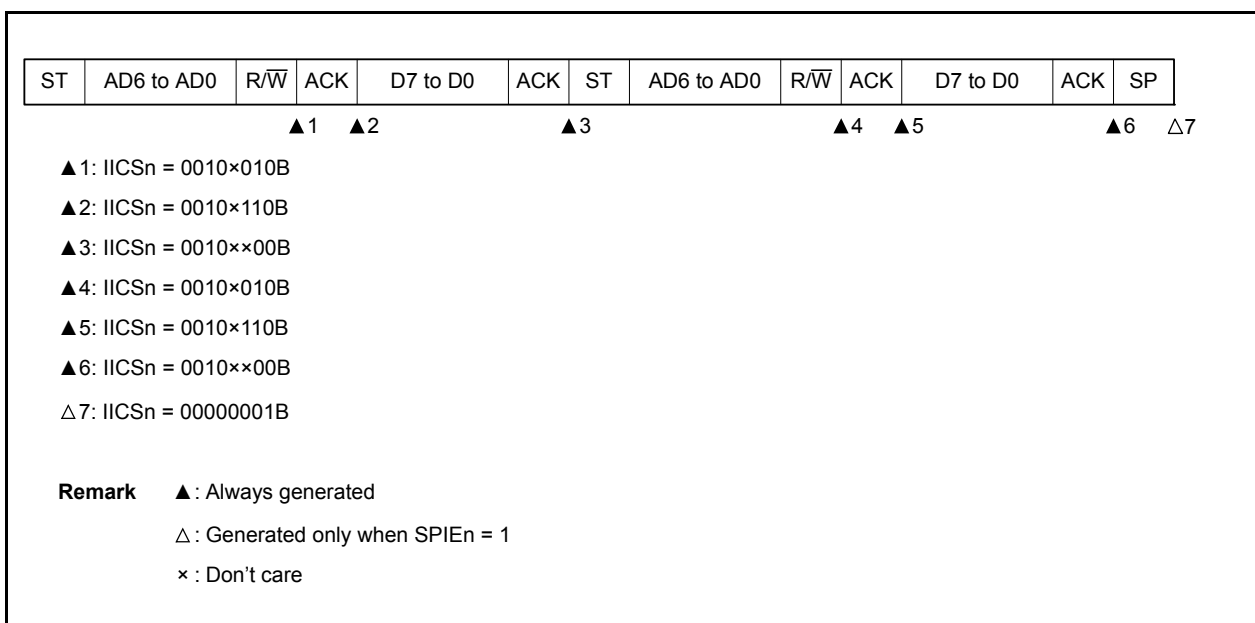 ST AD6 to AD0 R/W̅ ACK D7 to D0 ACK ST AD6 to AD0 R/W̅ ACK D7 to D0 ACK SP
▲1 ▲2 ▲3 ▲4 ▲5 ▲6 △7
▲1: IICSn = 0010×010B
▲2: IICSn = 0010×110B
▲3: IICSn = 0010××00B
▲4: IICSn = 0010×010B
▲5: IICSn = 0010×110B
▲6: IICSn = 0010××00B
△7: IICSn = 00000001B
Remark ▲: Always generated
△: Generated only when SPIEn = 1
×: Don't care